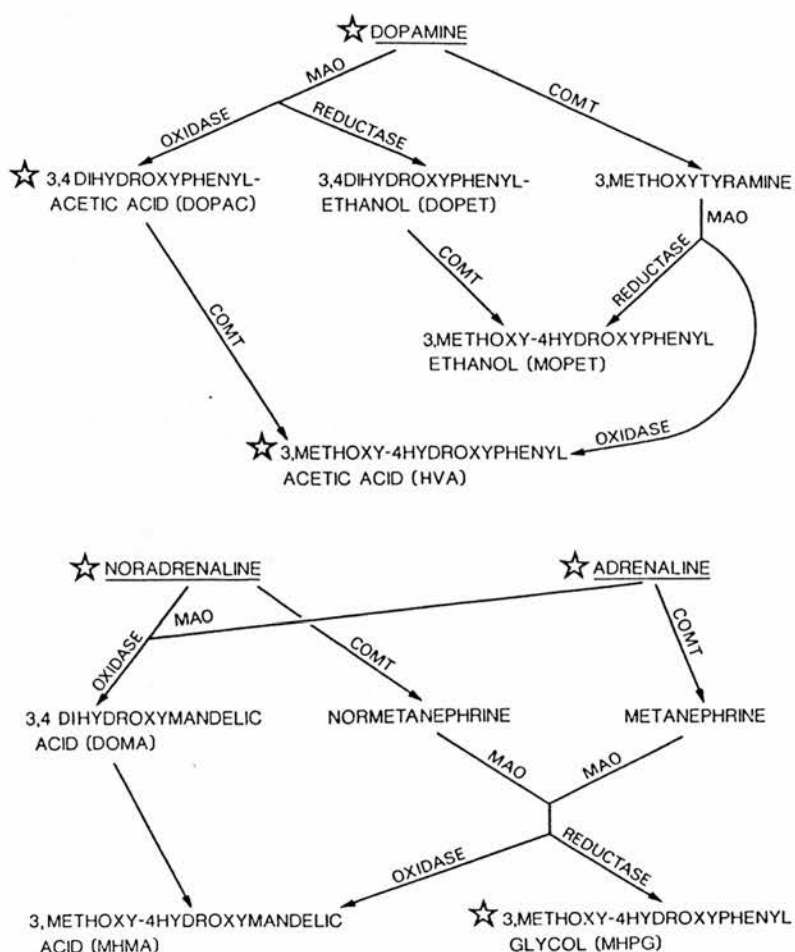 DOPAMINE
MAO
COMT
OXIDASE
REDUCTASE
3,4 DIHYDROXYPHENYL-
ACETIC ACID (DOPAC)
3,4DIHYDROXYPHENYL-
ETHANOL (DOPET)
3,METHOXYTYRAMINE
MAO
COMT
COMT
REDUCTASE
3,METHOXY-4HYDROXYPHENYL
ETHANOL (MOPET)
OXIDASE
3,METHOXY-4HYDROXYPHENYL
ACETIC ACID (HVA)
NORADRENALINE
ADRENALINE
MAO
OXIDASE
COMT
COMT
3,4 DIHYDROXYMANDELIC
ACID (DOMA)
NORMETANEPHRINE
METANEPHRINE
MAO
MAO
OXIDASE
REDUCTASE
3,METHOXY-4HYDROXYMANDELIC
ACID (MHMA)
3,METHOXY-4HYDROXYPHENYL
GLYCOL (MHPG)